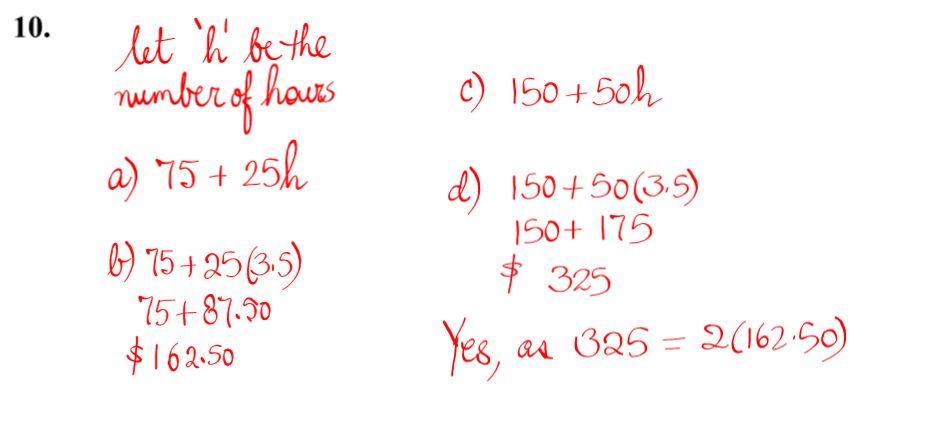 10.
let 'h' be the
number of hours
a) 75 + 25h
b) 75 + 25(3.5)
75 + 87.50
$162.50
c) 150 + 50h
d) 150 + 50(3.5)
150 + 175
$ 325
Yes, as 325 = 2(162.50)